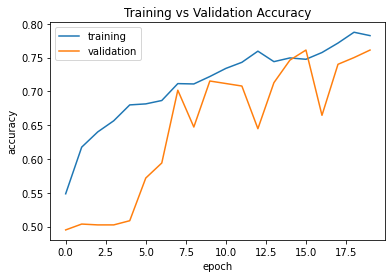 Training vs Validation Accuracy
training
validation
accuracy
0.80
0.75
0.70
0.65
0.60
0.55
0.50
0.0 2.5 5.0 7.5 10.0 12.5 15.0 17.5
epoch